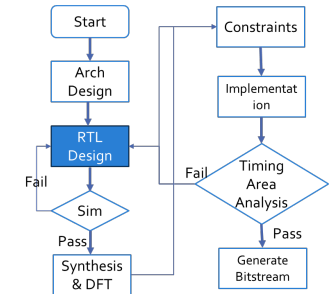 Start
Arch
Design
RTL
Design
Fail
Sim
Pass
Synthesis
& DFT
Constraints
Implementat
ion
Fail
Timing
Area
Analysis
Pass
Generate
Bitstream